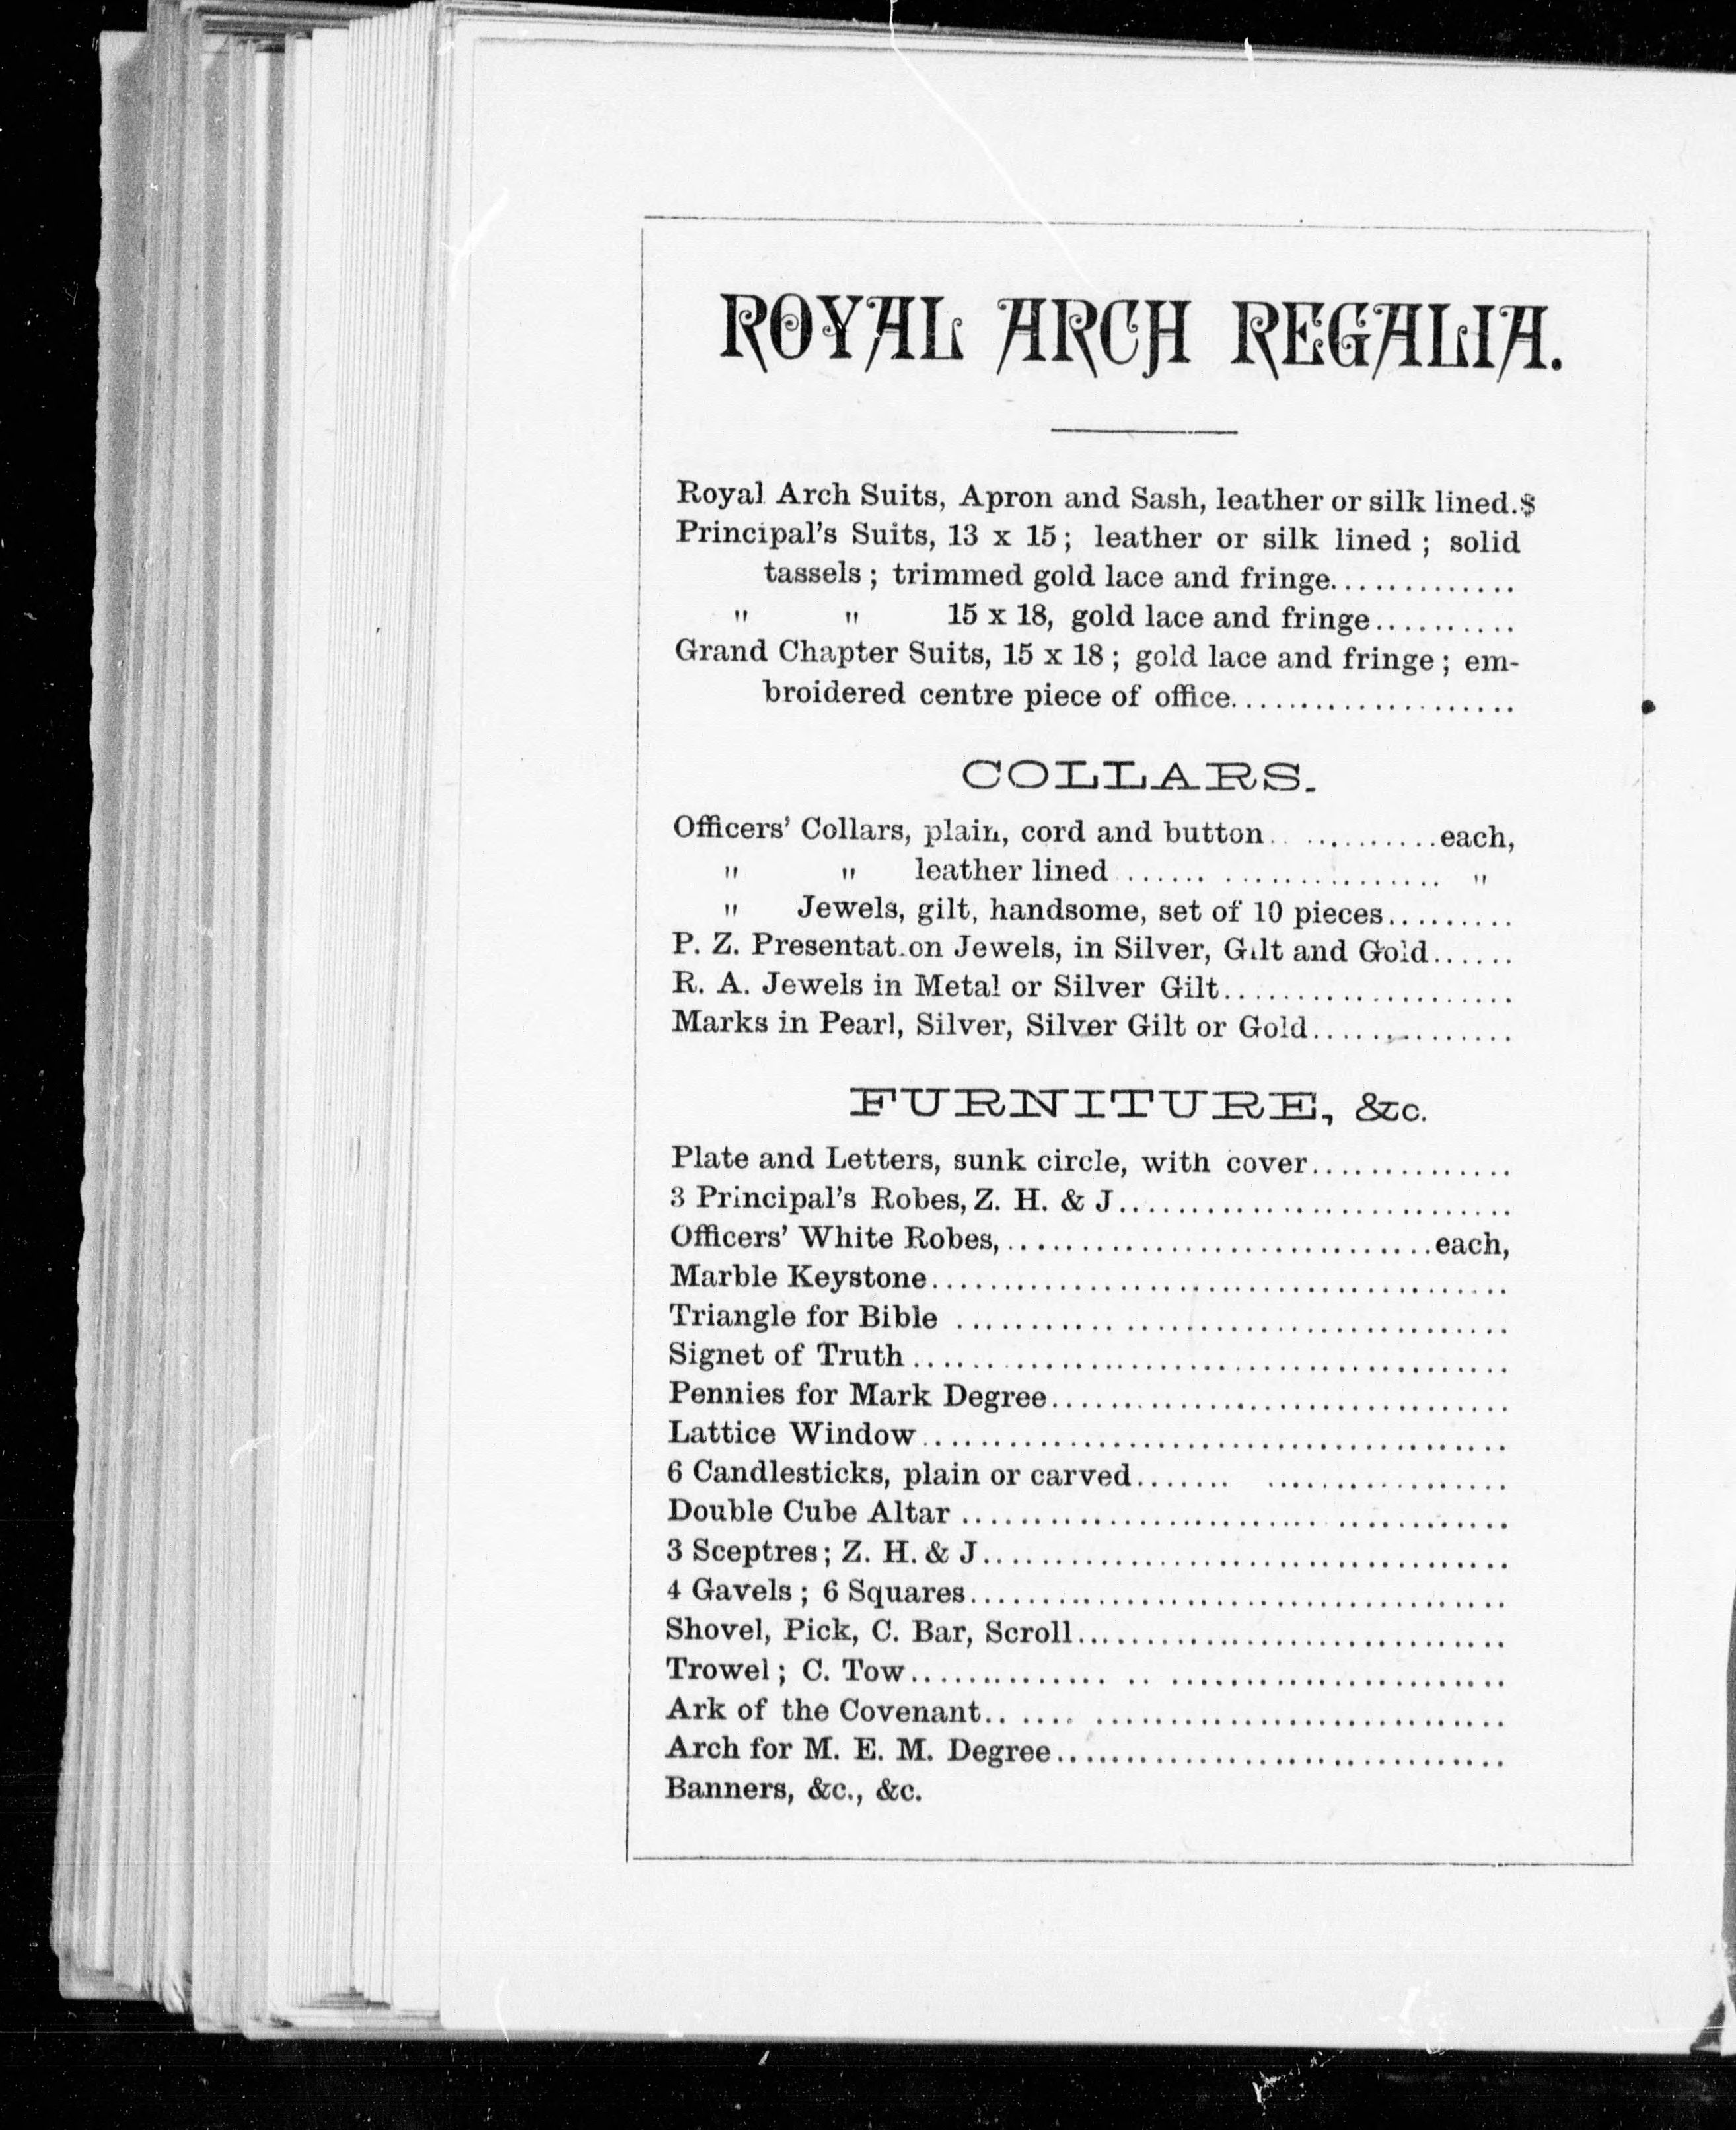 ROYAL ARCH REGALIA.
Royal Arch Suits, Apron and Sash, leather or silk lined.$
Principal's Suits, 13 x 15; leather or silk lined; solid
tassels; trimmed gold lace and fringe.............
" " 15 x 18, gold lace and fringe..........
Grand Chapter Suits, 15 x 18; gold lace and fringe; em-
broidered centre piece of office....................
COLLARS.
Officers' Collars, plain, cord and button.. ..........each,
" " leather lined ...... ............... "
" Jewels, gilt, handsome, set of 10 pieces.........
P. Z. Presentat.on Jewels, in Silver, Gilt and Gold......
R. A. Jewels in Metal or Silver Gilt....................
Marks in Pearl, Silver, Silver Gilt or Gold..............
FURNITURE, &c.
Plate and Letters, sunk circle, with cover..............
3 Principal's Robes, Z. H. & J...........................
Officers' White Robes,..............................each,
Marble Keystone........................................
Triangle for Bible ......................................
Signet of Truth.........................................
Pennies for Mark Degree................................
Lattice Window.........................................
6 Candlesticks, plain or carved....... .................
Double Cube Altar ......................... ............
3 Sceptres; Z. H. & J....................................
4 Gavels; 6 Squares.....................................
Shovel, Pick, C. Bar, Scroll..............................
Trowel; C. Tow.............. .. .......................
Ark of the Covenant.. .... .............................
Arch for M. E. M. Degree...............................
Banners, &c., &c.